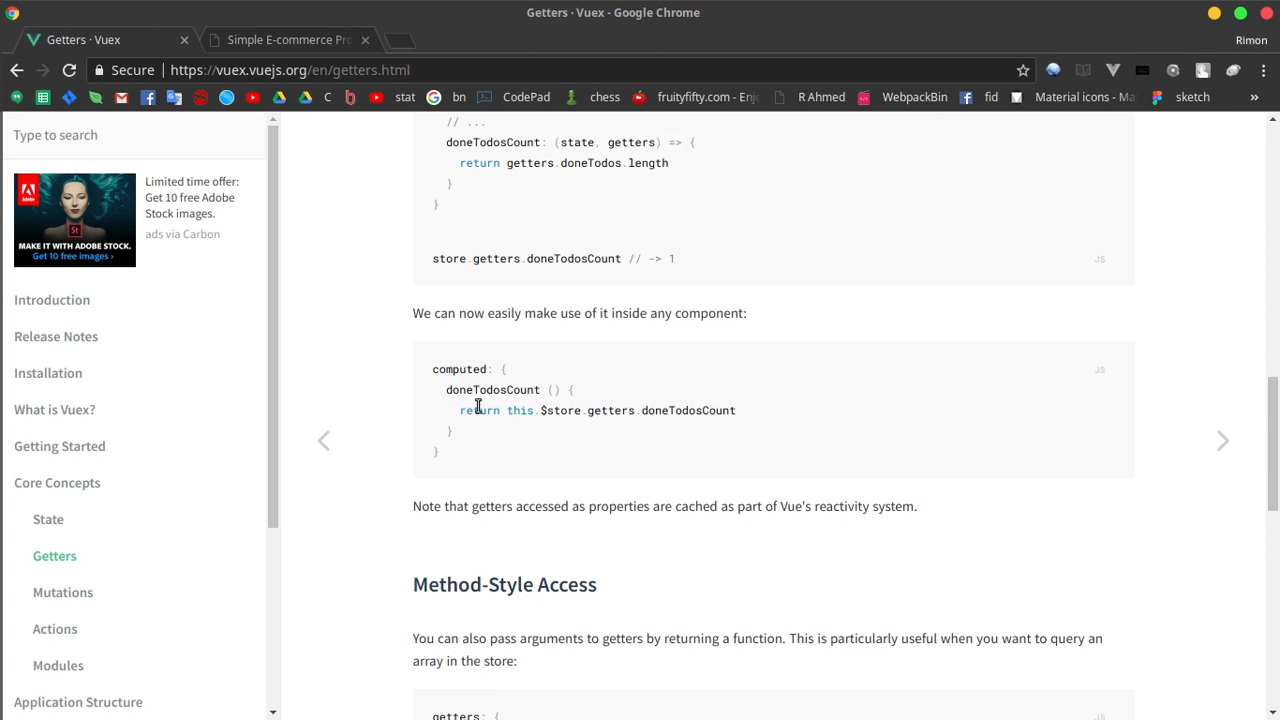 Getters · Vuex - Google Chrome
Getters · Vuex
Simple E-commerce Pro
Rimon
Secure
https://vuex.vuejs.org/en/getters.html
C
stat
bn
CodePad
chess
fruityfifty.com - Enj
R Ahmed
WebpackBin
fid
Material icons - Ma
sketch
»
Type to search
Limited time offer:
Get 10 free Adobe
Stock images.
ads via Carbon
Adobe
St
MAKE IT WITH ADOBE STOCK.
Get 10 free images ›
Introduction
Release Notes
Installation
What is Vuex?
Getting Started
Core Concepts
State
Getters
Mutations
Actions
Modules
Application Structure
// ...
doneTodosCount: (state, getters) => {
return getters.doneTodos.length
}
}
store.getters.doneTodosCount // -> 1
JS
We can now easily make use of it inside any component:
computed: {
JS
doneTodosCount () {
return this.$store.getters.doneTodosCount
}
}
Note that getters accessed as properties are cached as part of Vue's reactivity system.
Method-Style Access
You can also pass arguments to getters by returning a function. This is particularly useful when you want to query an
array in the store:
getters: {
JS